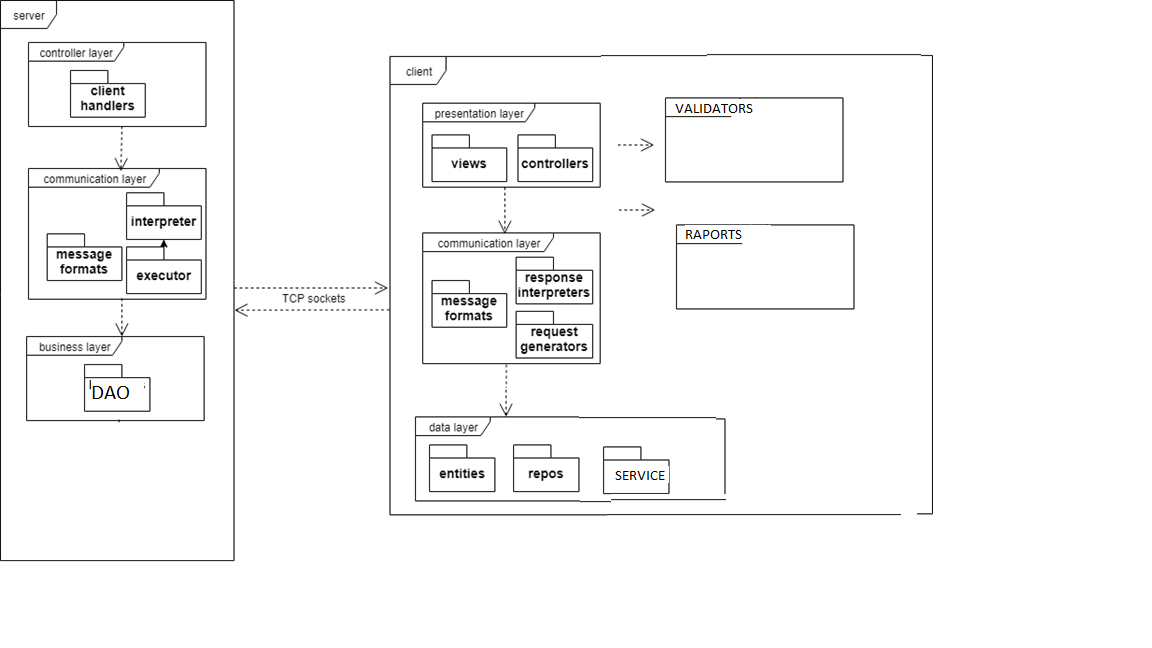 server
controller layer
client
handlers
communication layer
interpreter
message
formats
executor
business layer
DAO
TCP sockets
client
presentation layer
views
controllers
VALIDATORS
RAPORTS
communication layer
response
interpreters
message
formats
request
generators
data layer
entities
repos
SERVICE